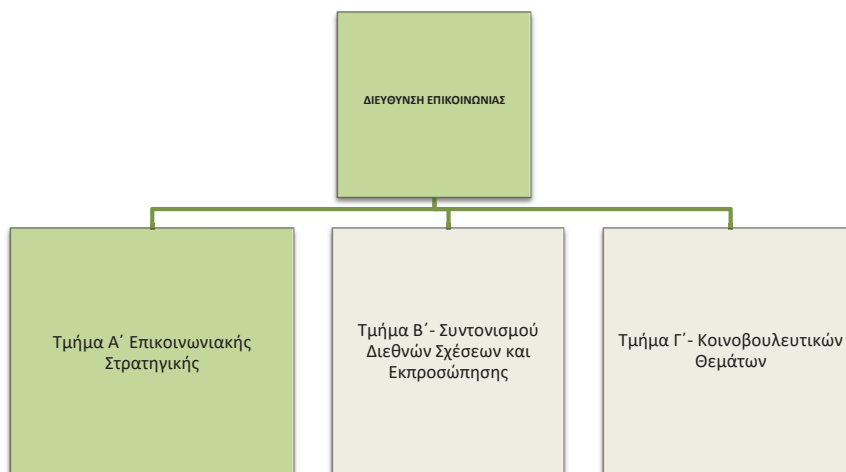 ΔΙΕΥΘΥΝΣΗ ΕΠΙΚΟΙΝΩΝΙΑΣ
Τμήμα Α΄ Επικοινωνιακής
Στρατηγικής
Τμήμα Β΄- Συντονισμού
Διεθνών Σχέσεων και
Εκπροσώπησης
Τμήμα Γ΄- Κοινοβουλευτικών
Θεμάτων